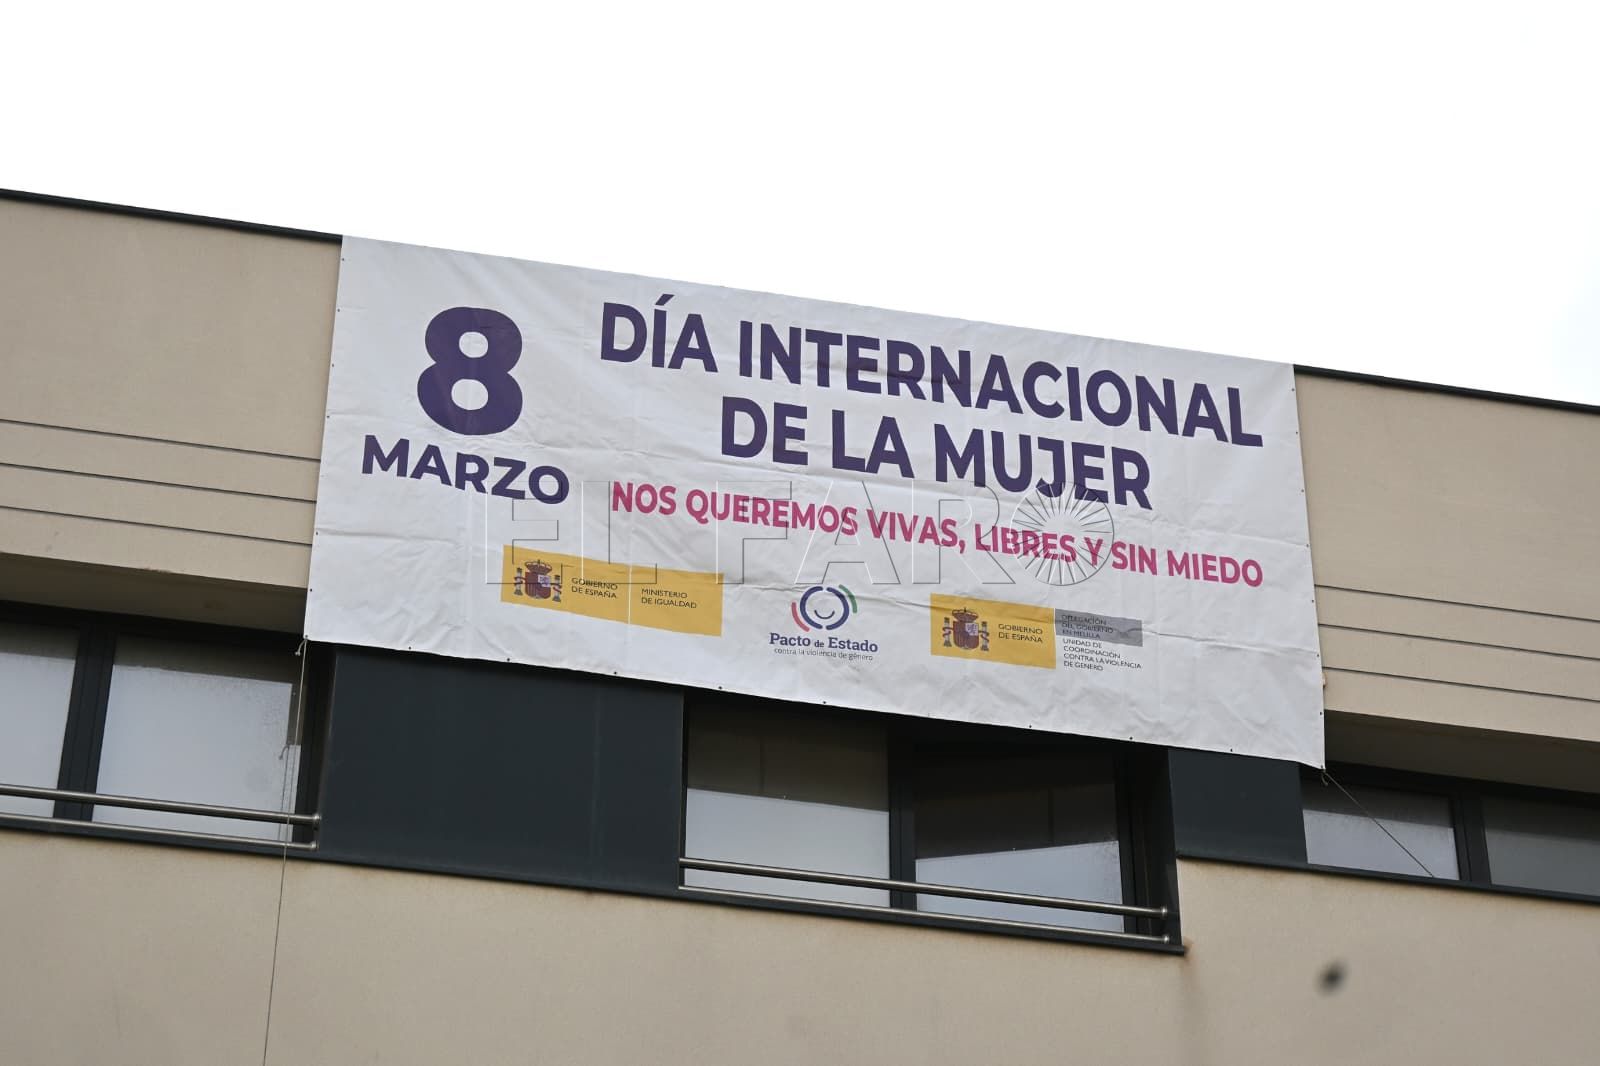 8
MARZO
DÍA INTERNACIONAL
DE LA MUJER
NOS QUEREMOS VIVAS, LIBRES Y SIN MIEDO
EL FARO
GOBIERNO
DE ESPAÑA
MINISTERIO
DE IGUALDAD
Pacto de Estado
contra la violencia de género
GOBIERNO
DE ESPAÑA
DELEGACIÓN
DEL GOBIERNO
EN MELILLA
UNIDAD DE
COORDINACIÓN
CONTRA LA VIOLENCIA
DE GENERO